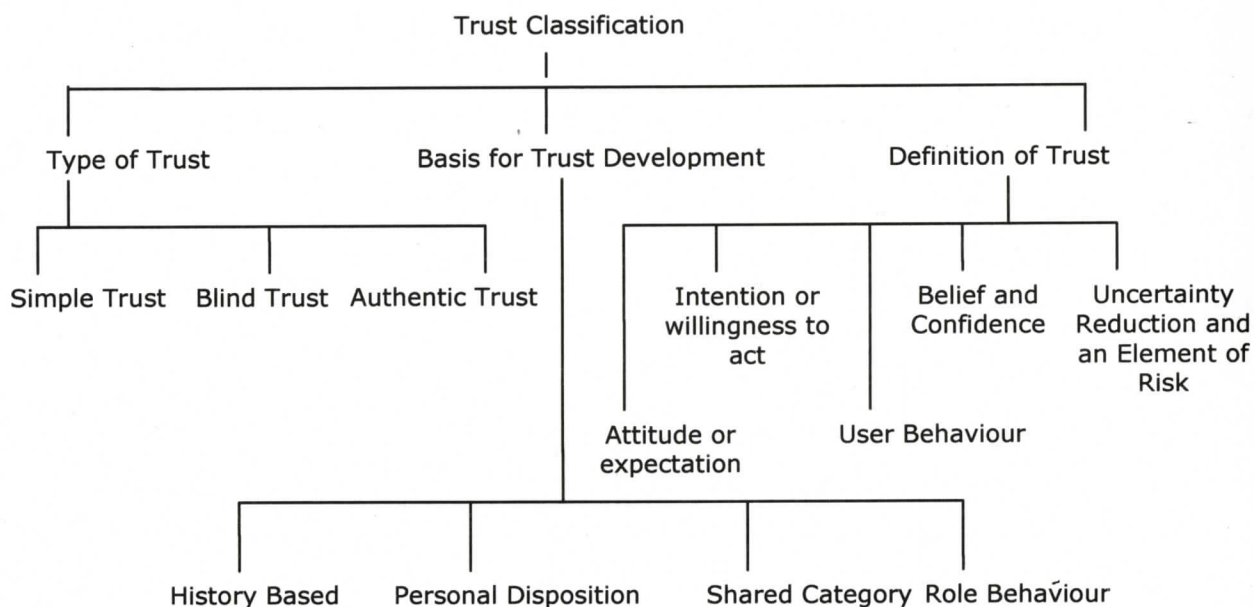 Trust Classification
Type of Trust
Basis for Trust Development
Definition of Trust
Simple Trust
Blind Trust
Authentic Trust
Intention or
willingness to
act
Belief and
Confidence
Uncertainty
Reduction and
an Element of
Risk
Attitude or
expectation
User Behaviour
History Based
Personal Disposition
Shared Category
Role Behaviour